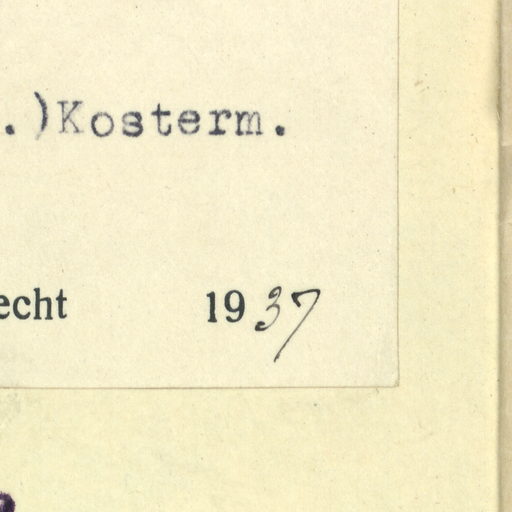 .)Kosterm.
echt 1937